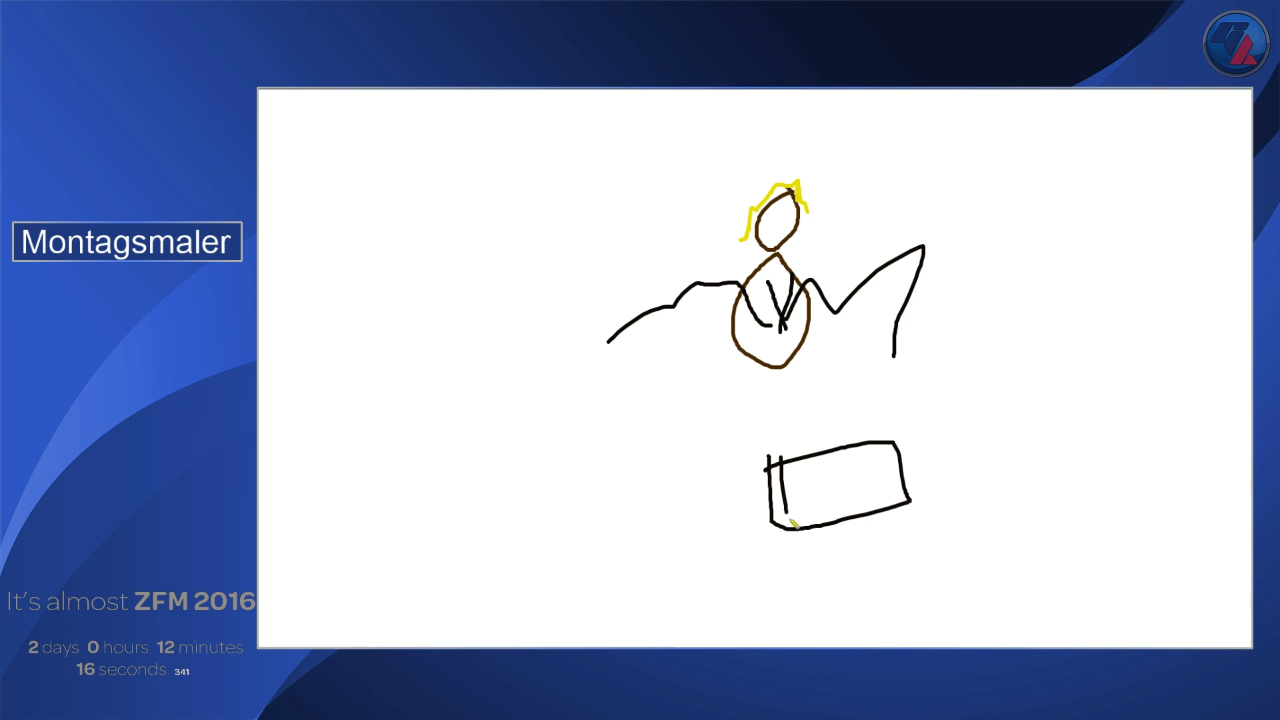 Montagsmaler
It's almost ZFM 2016
2 days 0 hours 12 minutes
16 seconds 341